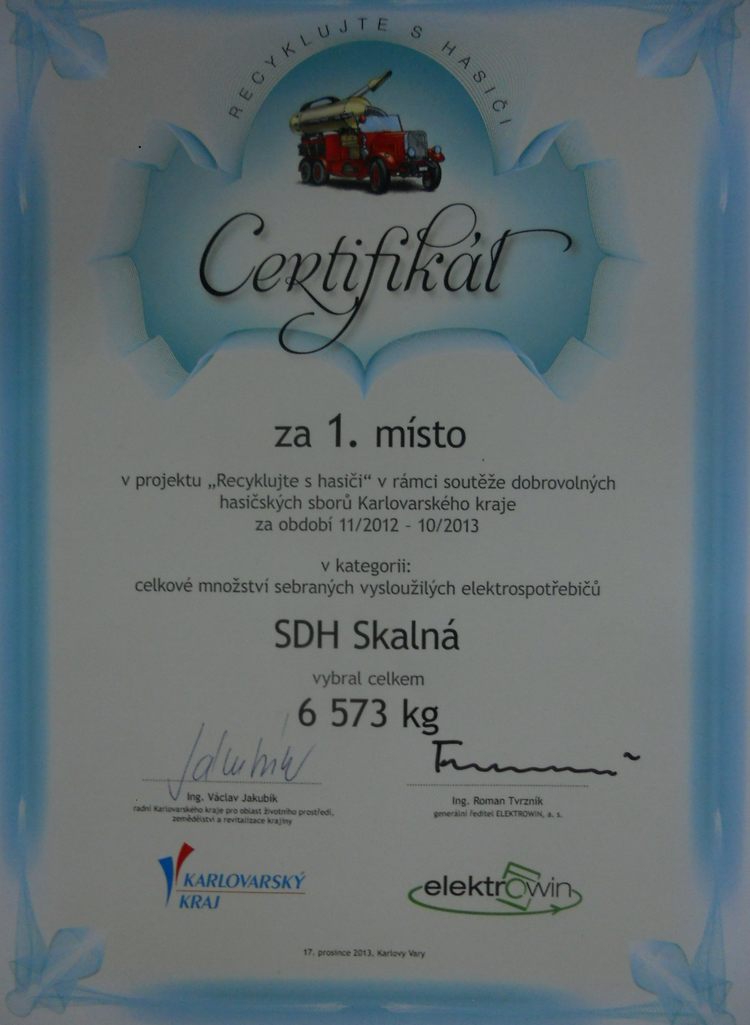 RECYKLUJTE S HASIČI
Certifikát
za 1. místo
v projektu „Recyklujte s hasiči“ v rámci soutěže dobrovolných
hasičských sborů Karlovarského kraje
za období 11/2012 - 10/2013
v kategorii:
celkové množství sebraných vysloužilých elektrospotřebičů
SDH Skalná
vybral celkem
6 573 kg
Jakubík
Ing. Václav Jakubík
radní Karlovarského kraje pro oblast životního prostředí,
zemědělství a revitalizace krajiny
Ing. Roman Tvrzník
generální ředitel ELEKTROWIN, a. s.
KARLOVARSKÝ
KRAJ
elektrowin
17. prosince 2013, Karlovy Vary